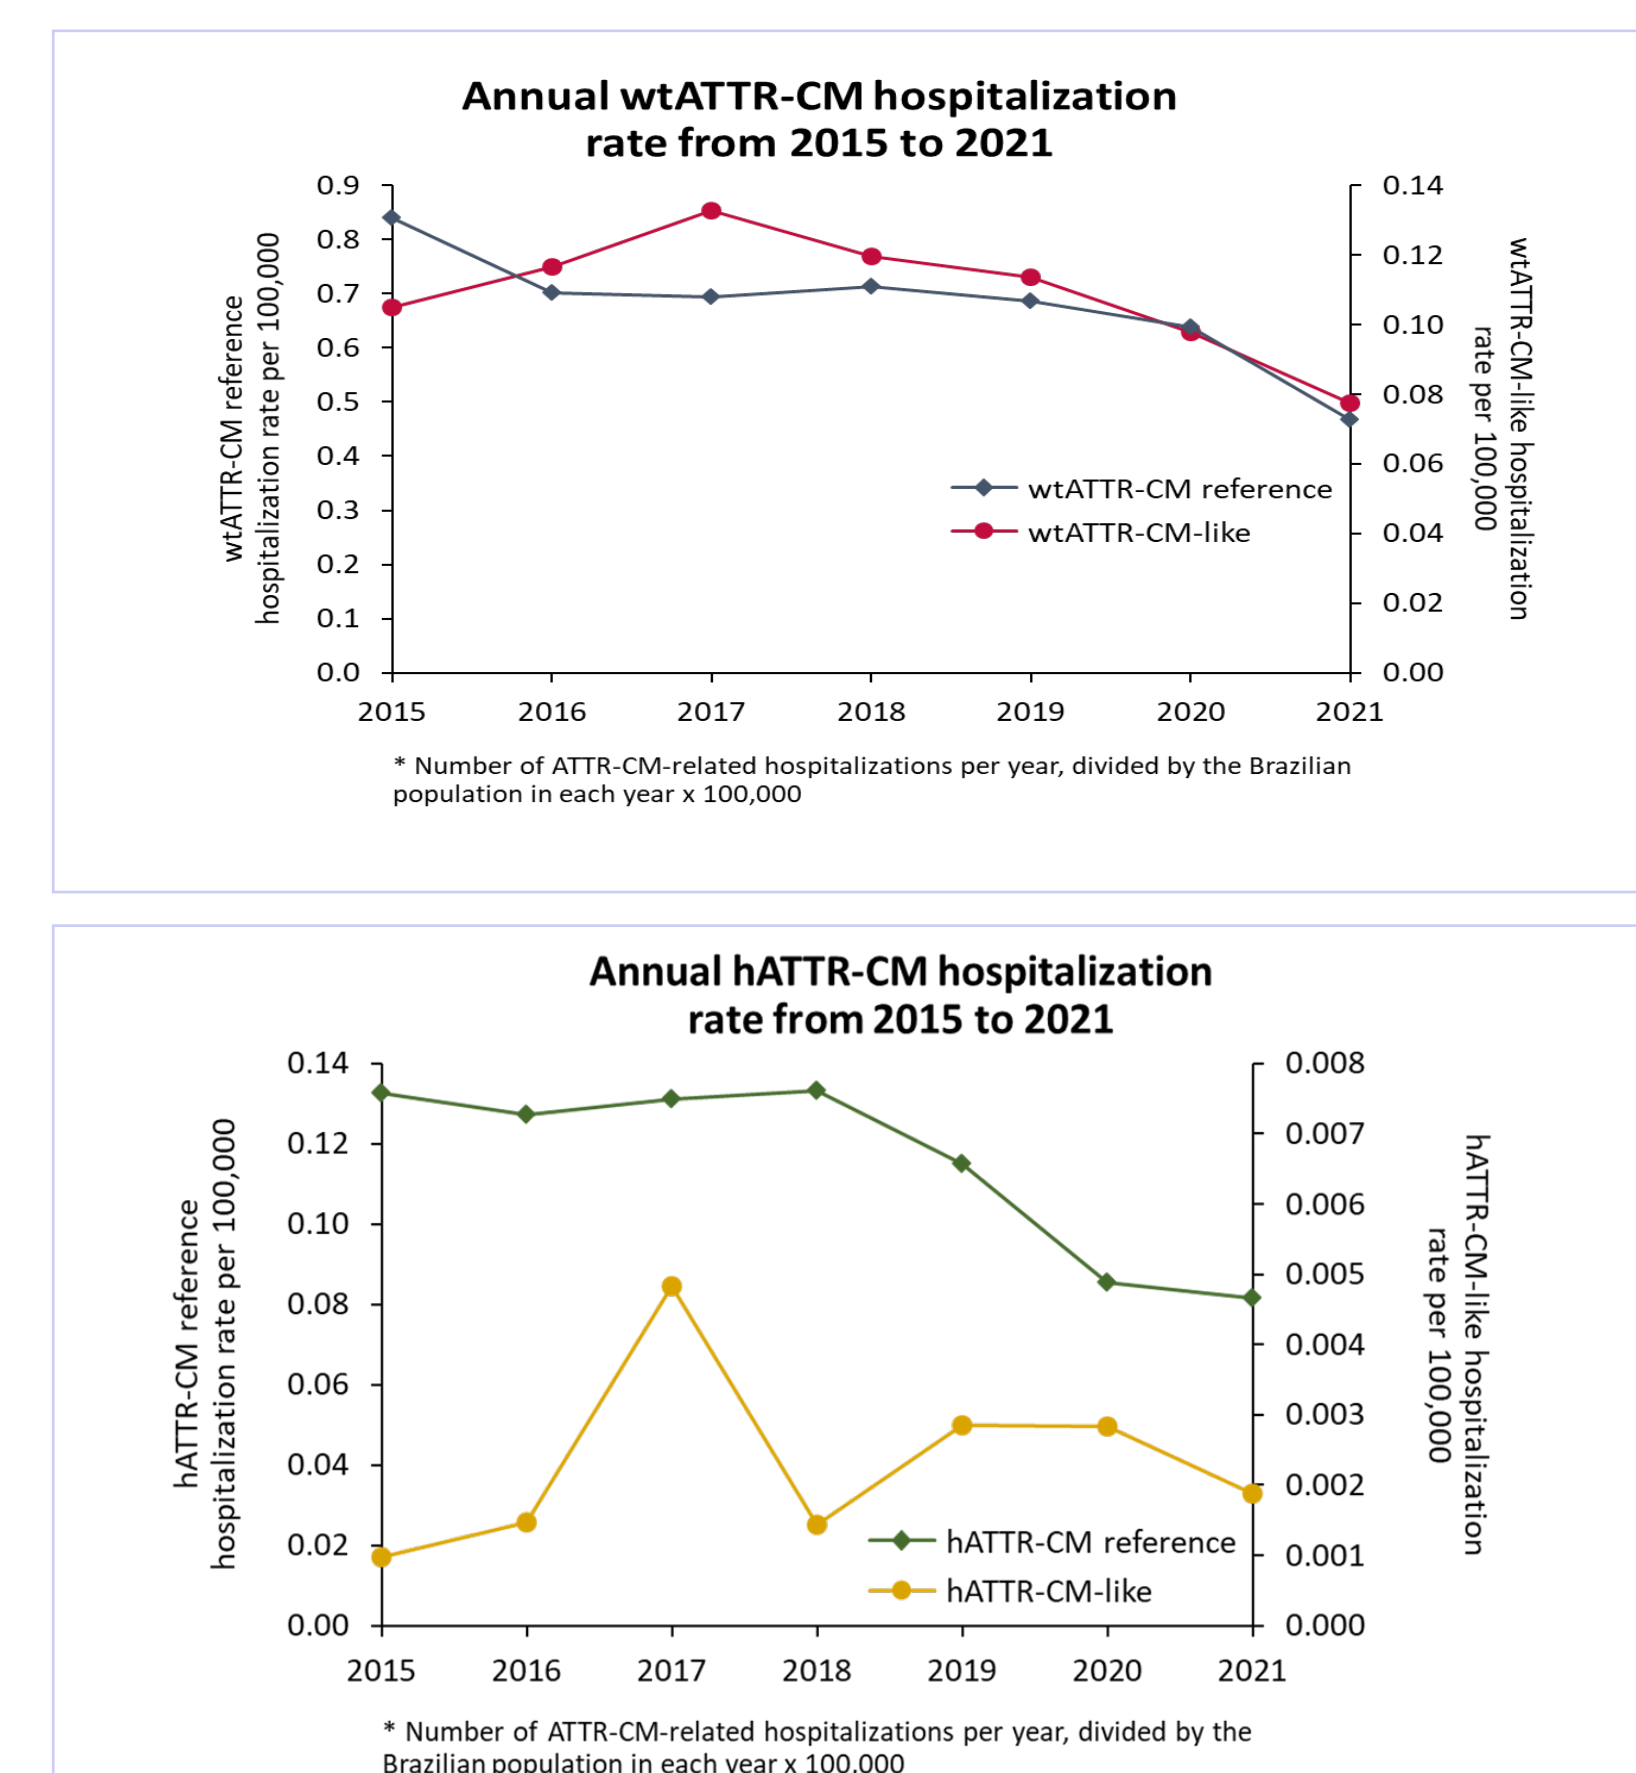 Annual wtATTR-CM hospitalization
rate from 2015 to 2021
wtATTR-CM reference
hospitalization rate per 100,000
0.9
0.8
0.7
0.6
0.5
0.4
0.3
0.2
0.1
0.0
0.14
0.12
0.10
0.08
0.06
0.04
0.02
0.00
wtATTR-CM-like hospitalization
rate per 100,000
wtATTR-CM reference
wtATTR-CM-like
2015 2016 2017 2018 2019 2020 2021
* Number of ATTR-CM-related hospitalizations per year, divided by the Brazilian
population in each year x 100,000
Annual hATTR-CM hospitalization
rate from 2015 to 2021
hATTR-CM reference
hospitalization rate per 100,000
0.14
0.12
0.10
0.08
0.06
0.04
0.02
0.00
0.008
0.007
0.006
0.005
0.004
0.003
0.002
0.001
0.000
hATTR-CM-like hospitalization
rate per 100,000
hATTR-CM reference
hATTR-CM-like
2015 2016 2017 2018 2019 2020 2021
* Number of ATTR-CM-related hospitalizations per year, divided by the
Brazilian population in each year x 100,000